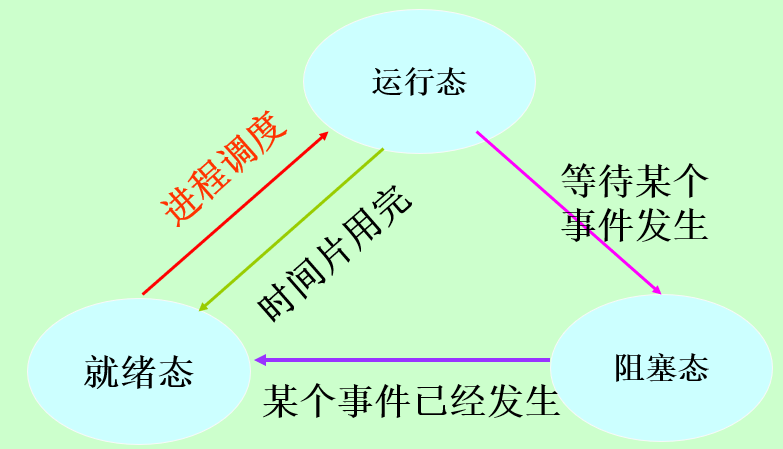 运行态
进程调度
等待某个
事件发生
时间片用完
就绪态
阻塞态
某个事件已经发生